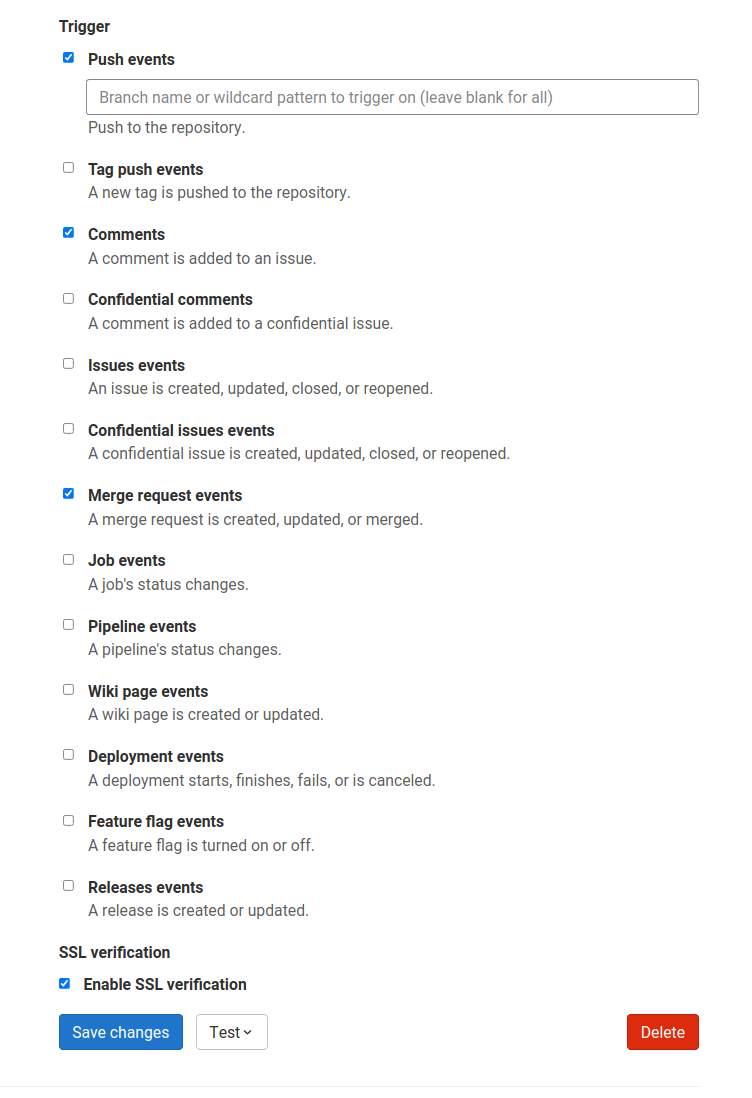 Trigger
Push events
Branch name or wildcard pattern to trigger on (leave blank for all)
Push to the repository.
Tag push events
A new tag is pushed to the repository.
Comments
A comment is added to an issue.
Confidential comments
A comment is added to a confidential issue.
Issues events
An issue is created, updated, closed, or reopened.
Confidential issues events
A confidential issue is created, updated, closed, or reopened.
Merge request events
A merge request is created, updated, or merged.
Job events
A job's status changes.
Pipeline events
A pipeline's status changes.
Wiki page events
A wiki page is created or updated.
Deployment events
A deployment starts, finishes, fails, or is canceled.
Feature flag events
A feature flag is turned on or off.
Releases events
A release is created or updated.
SSL verification
Enable SSL verification
Save changes Test Delete